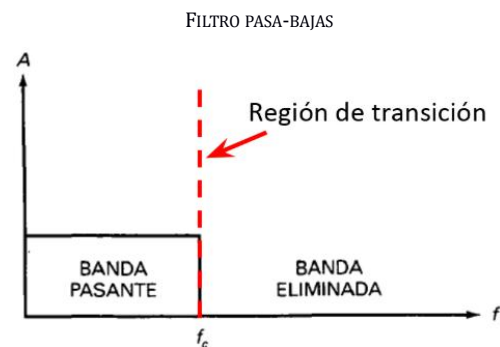 FILTRO PASA-BAJAS
A
Región de transición
BANDA
PASANTE
BANDA
ELIMINADA
f
fc